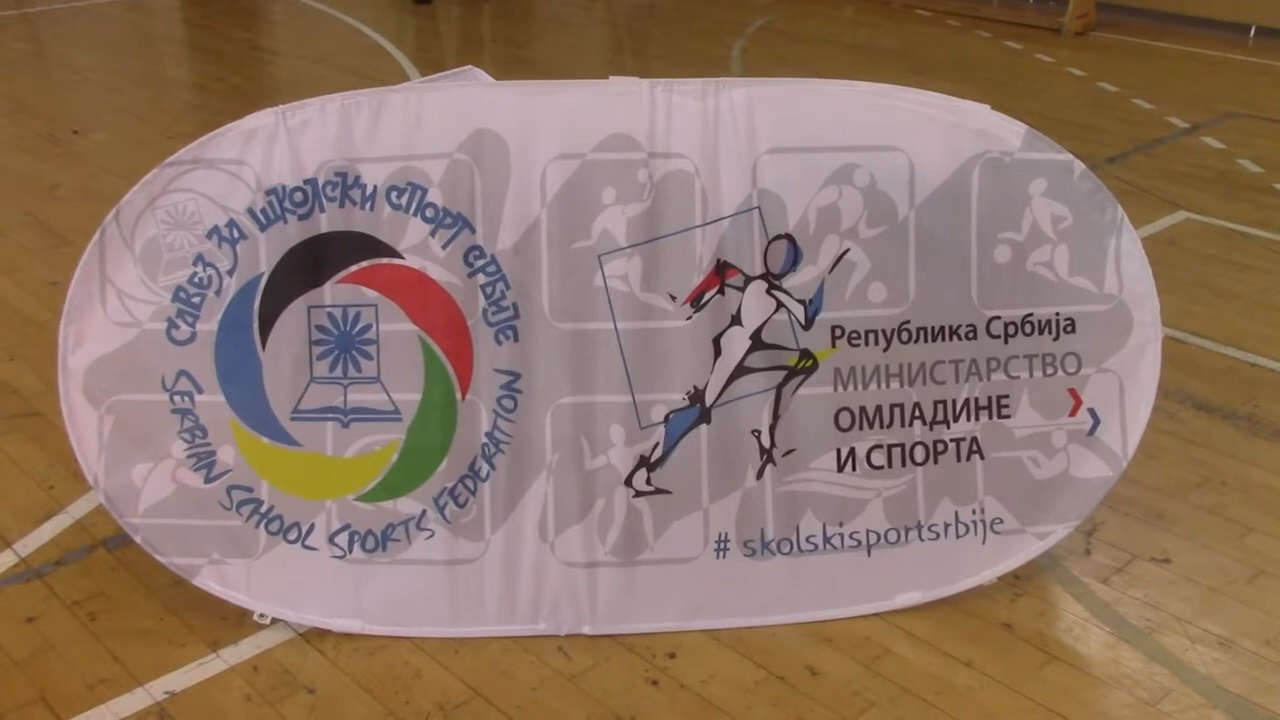 Савез за школски спорт Србије
Serbian School Sports Federation
Република Србија
МИНИСТАРСТВО
ОМЛАДИНЕ
И СПОРТА
# skolskisportsrbije